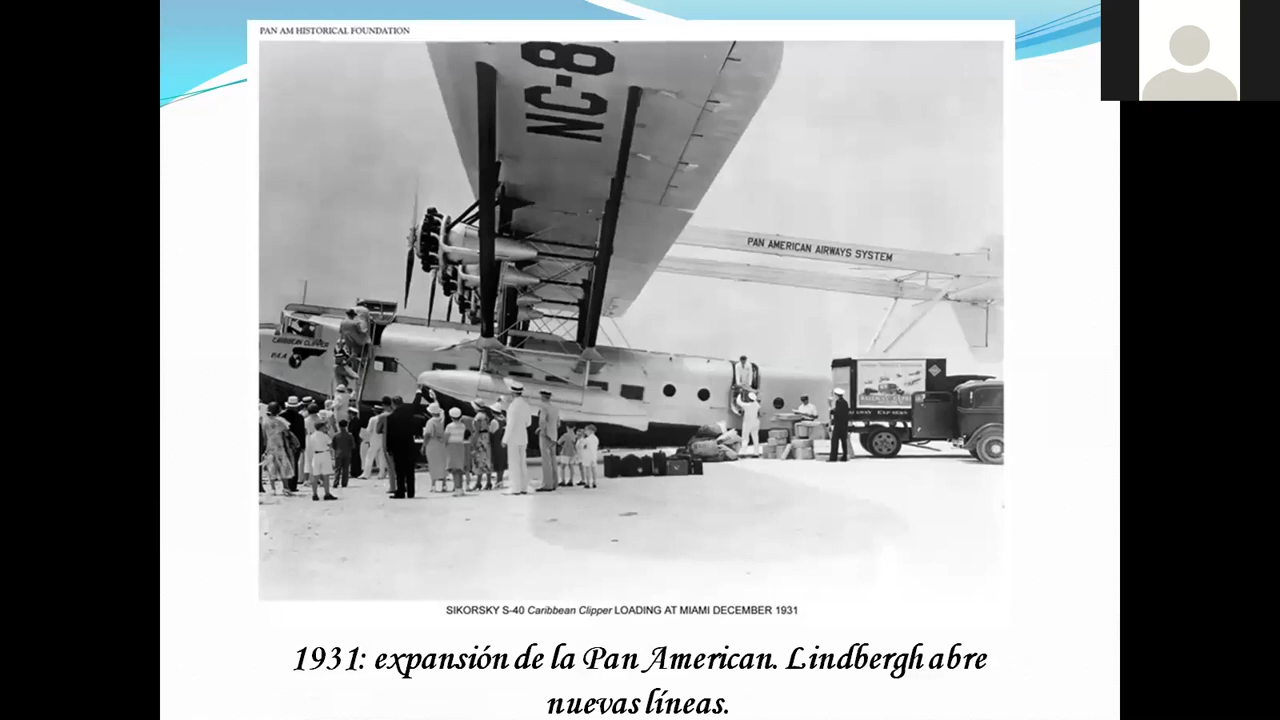 PAN AM HISTORICAL FOUNDATION
NC-8
PAN AMERICAN AIRWAYS SYSTEM
CARIBBEAN CLIPPER
P.A.A.
SIKORSKY S-40 Caribbean Clipper LOADING AT MIAMI DECEMBER 1931
1931: expansión de la Pan American. Lindbergh abre
nuevas líneas.